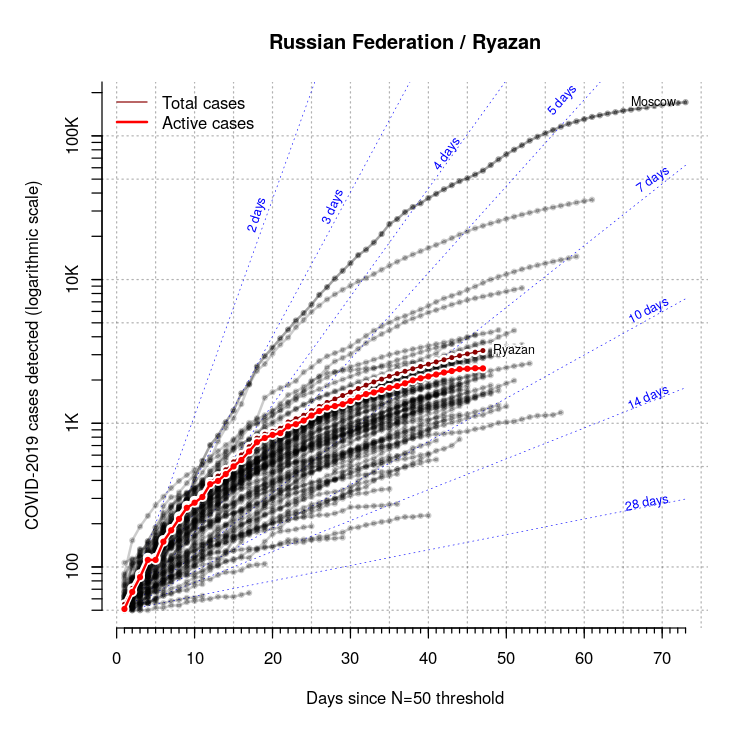 Russian Federation / Ryazan
Total cases
Active cases
Moscow
Ryazan
2 days
3 days
4 days
5 days
7 days
10 days
14 days
28 days
COVID-2019 cases detected (logarithmic scale)
100K
10K
1K
100
0 10 20 30 40 50 60 70
Days since N=50 threshold